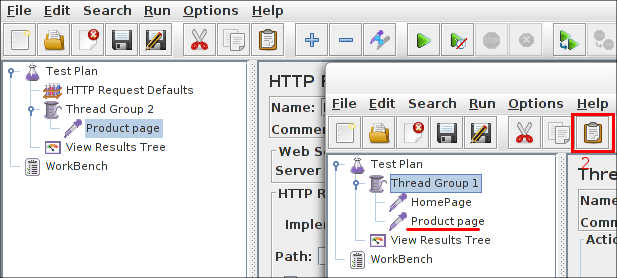 File Edit Search Run Options Help
Test Plan
HTTP Request Defaults
Thread Group 2
Product page
View Results Tree
WorkBench
HTTP R
Name:
Comme
Web Se
Server
HTTP R
Implem
Path:
File Edit Search Run Options Help
2
Test Plan
Thread Group 1
HomePage
Product page
View Results Tree
WorkBench
Thre
Name
Comm
Actio